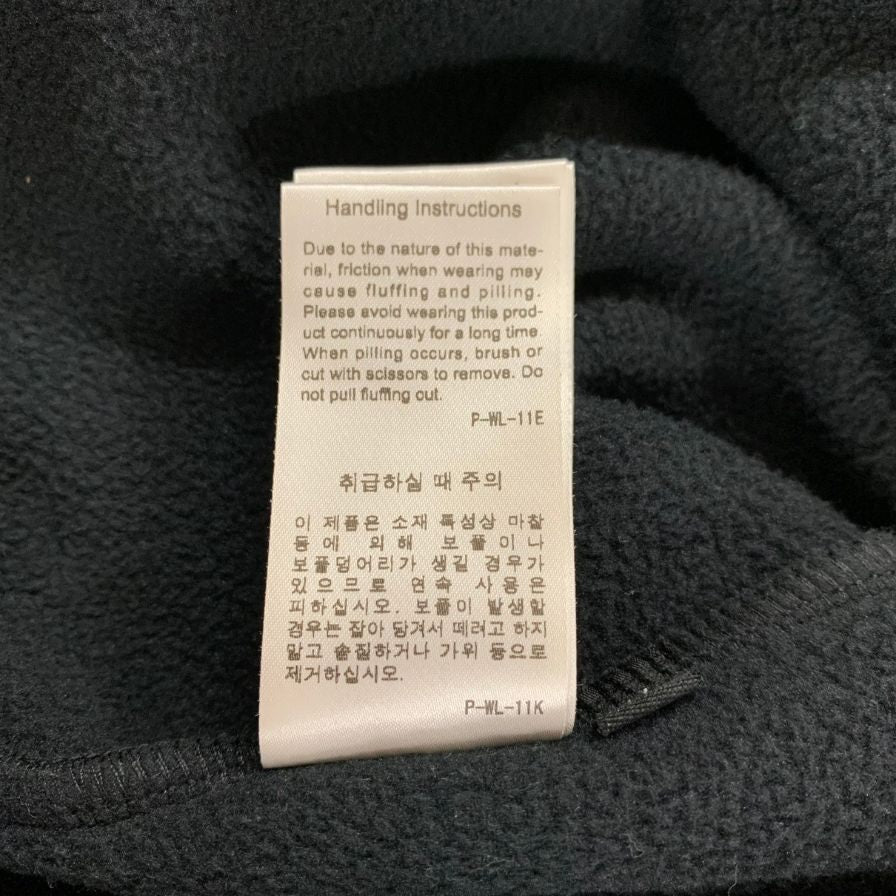 Handling Instructions
Due to the nature of this mate-
rial, friction when wearing may
cause fluffing and pilling.
Please avoid wearing this prod-
uct continuously for a long time.
When pilling occurs, brush or
cut with scissors to remove. Do
not pull fluffing out.
P-WL-11E
취급하실 때 주의
이 제품은 소재 특성상 마찰
등에 의해 보풀이나
보풀덩어리가 생길 경우가
있으므로 연속 사용은
피하십시오. 보풀이 발생할
경우는 잡아 당겨서 떼려고 하지
말고 솔질하거나 가위 등으로
제거하십시오.
P-WL-11K